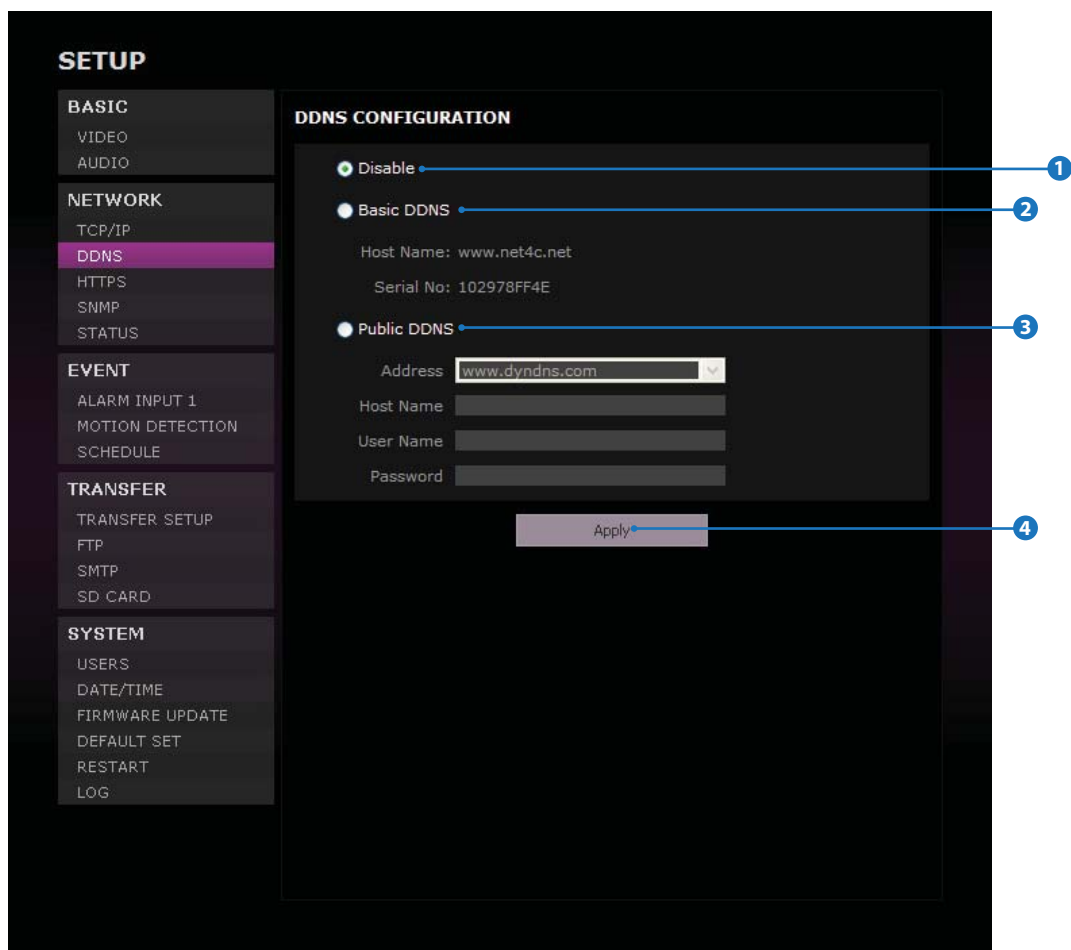 SETUP
BASIC
VIDEO
AUDIO
NETWORK
TCP/IP
DDNS
HTTPS
SNMP
STATUS
EVENT
ALARM INPUT 1
MOTION DETECTION
SCHEDULE
TRANSFER
TRANSFER SETUP
FTP
SMTP
SD CARD
SYSTEM
USERS
DATE/TIME
FIRMWARE UPDATE
DEFAULT SET
RESTART
LOG
DDNS CONFIGURATION
Disable 1
Basic DDNS 2
Host Name: www.net4c.net
Serial No: 102978FF4E
Public DDNS 3
Address www.dyndns.com
Host Name
User Name
Password
Apply 4